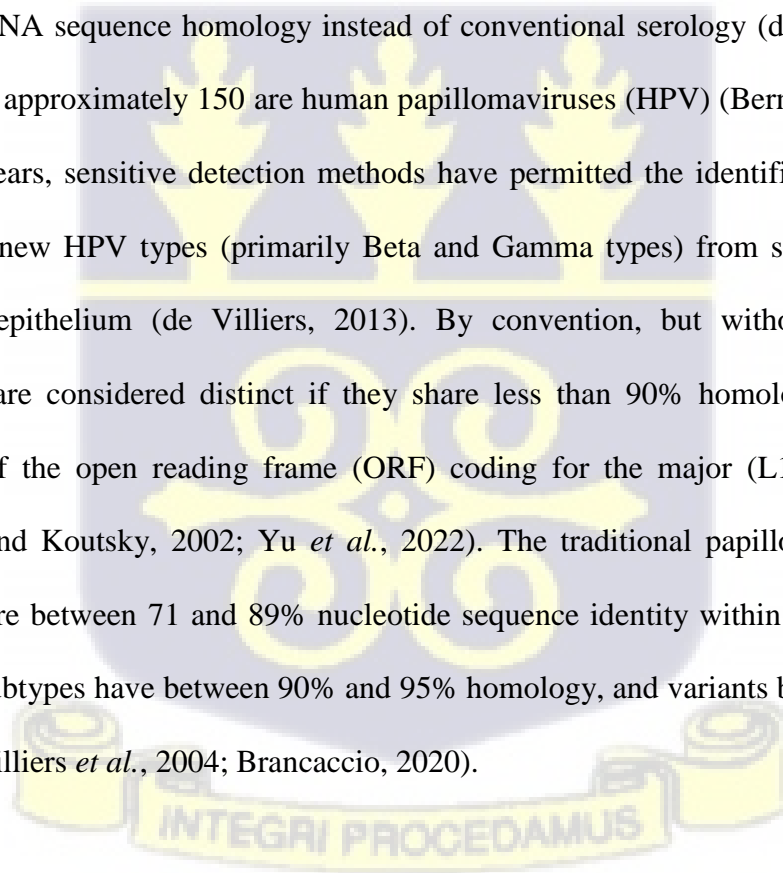 NA sequence homology instead of conventional serology (d
approximately 150 are human papillomaviruses (HPV) (Bern
ears, sensitive detection methods have permitted the identifi
new HPV types (primarily Beta and Gamma types) from s
epithelium (de Villiers, 2013). By convention, but witho
are considered distinct if they share less than 90% homol
f the open reading frame (ORF) coding for the major (L1
nd Koutsky, 2002; Yu et al., 2022). The traditional papillo
re between 71 and 89% nucleotide sequence identity within
ubtypes have between 90% and 95% homology, and variants b
illiers et al., 2004; Brancaccio, 2020).
INTEGRI PROCEDAMUS